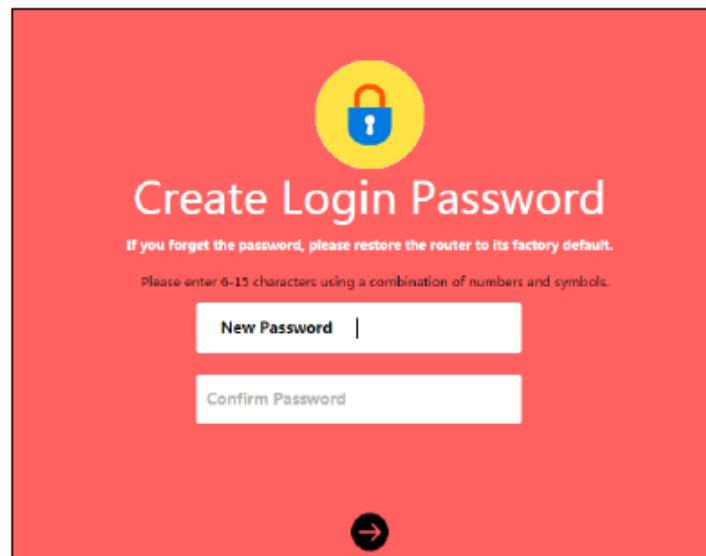 Create Login Password
If you forget the password, please restore the router to its factory default.
Please enter 6-15 characters using a combination of numbers and symbols.
New Password
Confirm Password